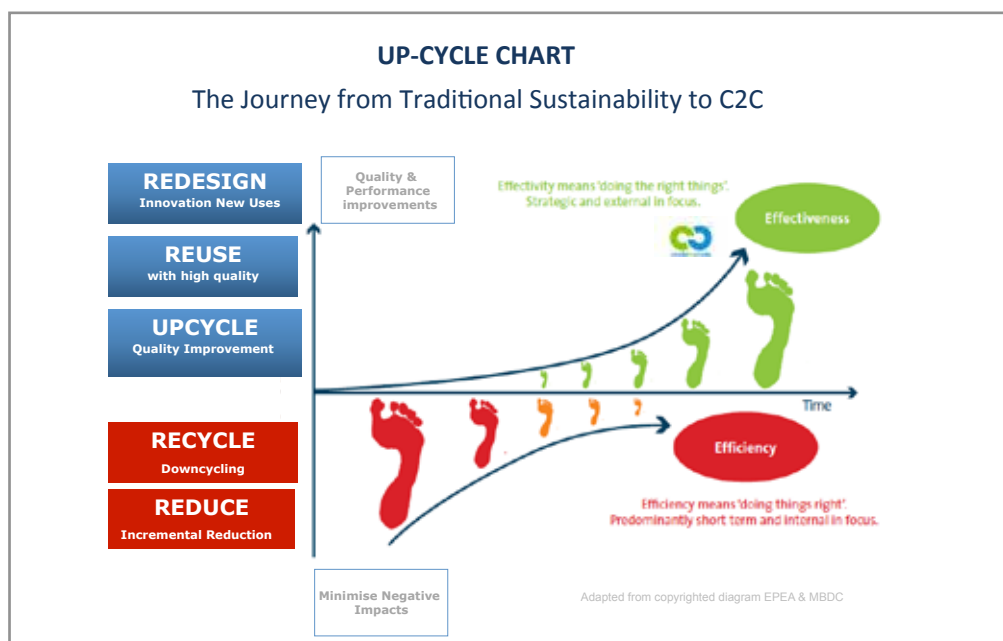 UP-CYCLE CHART
The Journey from Traditional Sustainability to C2C
REDESIGN
Innovation New Uses
REUSE
with high quality
UPCYCLE
Quality Improvement
RECYCLE
Downcycling
REDUCE
Incremental Reduction
Quality &
Performance
improvements
Effectivity means 'doing the right things'.
Strategic and external in focus.
Effectiveness
Time
Efficiency
Efficiency means 'doing things right'.
Predominantly short term and internal in focus.
Minimise Negative
Impacts
Adapted from copyrighted diagram EPEA & MBDC